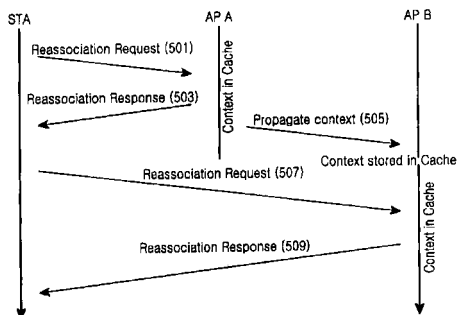 STA
AP A
AP B
Reassociation Request (501)
Context in Cache
Reassociation Response (503)
Propagate context (505)
Context stored in Cache
Reassociation Request (507)
Context in Cache
Reassociation Response (509)